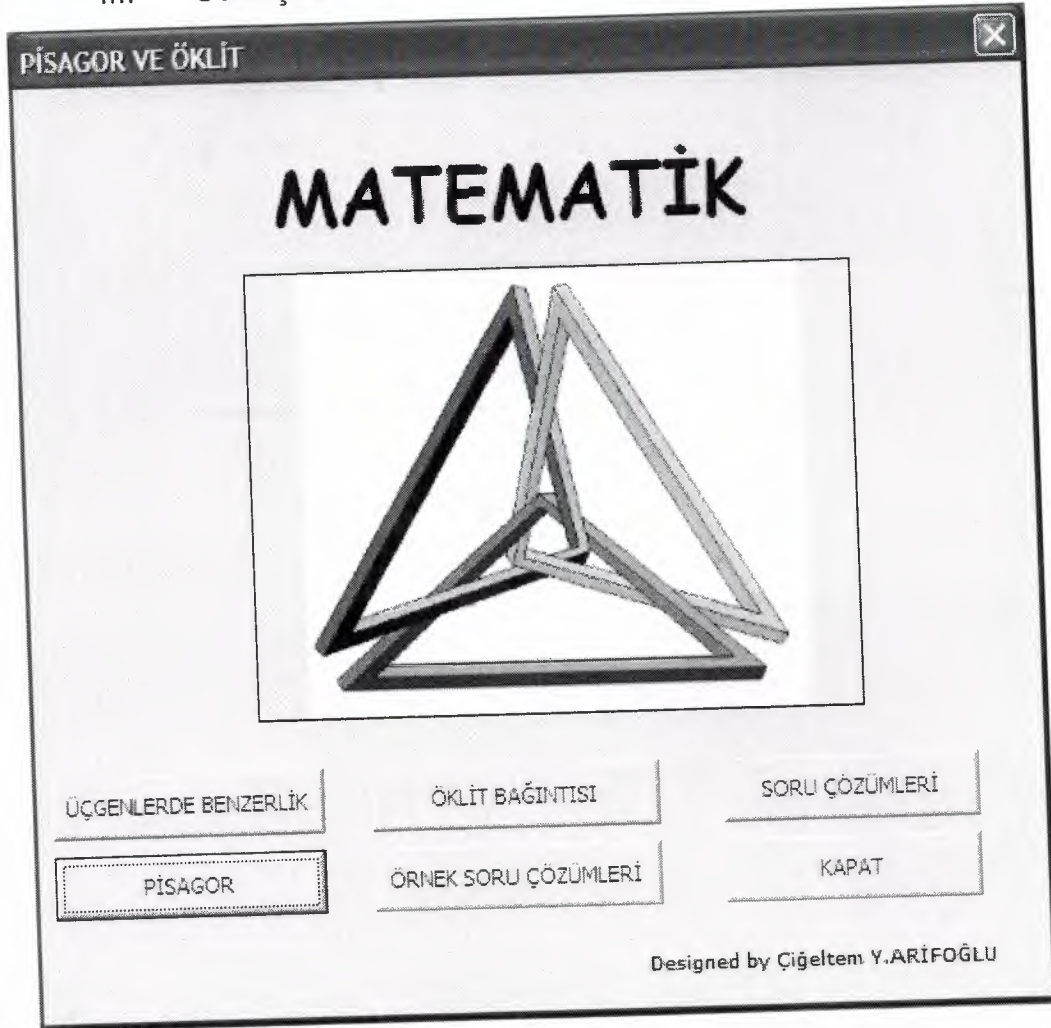 PİSAGOR VE ÖKLİT
MATEMATİK
ÜÇGENLERDE BENZERLİK
ÖKLİT BAĞINTISI
SORU ÇÖZÜMLERİ
PİSAGOR
ÖRNEK SORU ÇÖZÜMLERİ
KAPAT
Designed by Çiğeltem Y.ARİFOĞLU